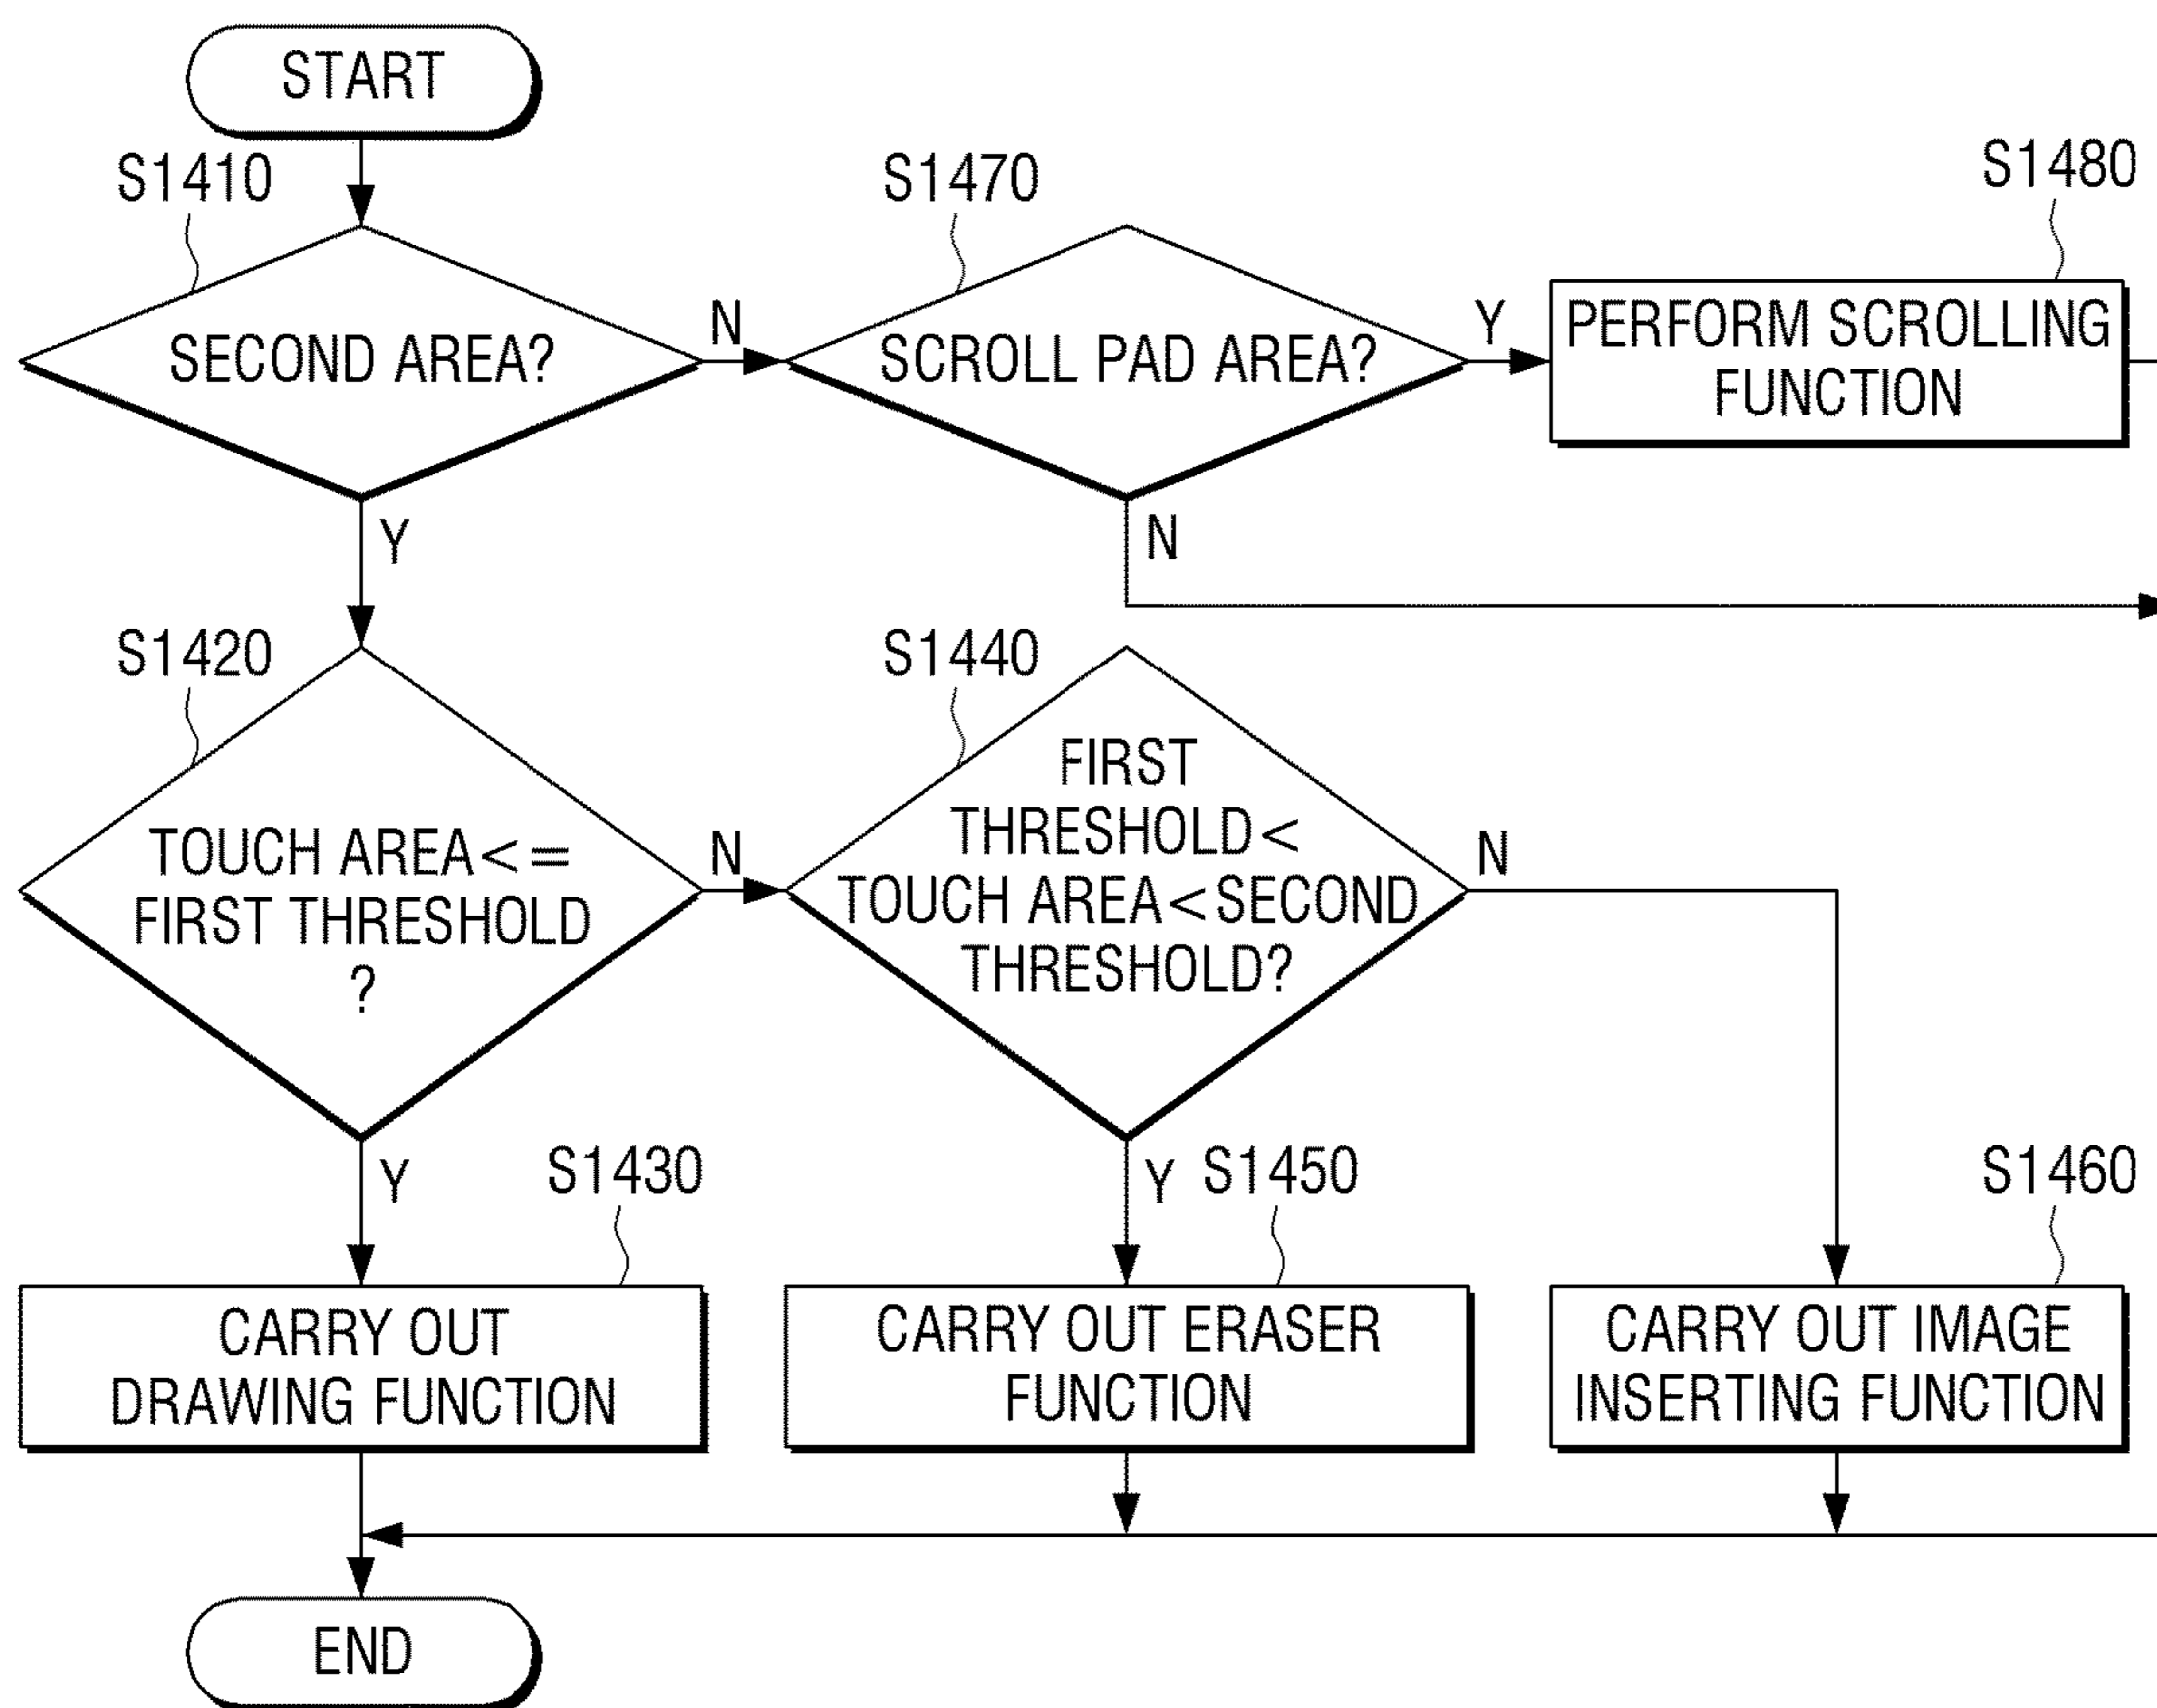 START
S1410
S1470
S1480
SECOND AREA?
N
SCROLL PAD AREA?
Y
PERFORM SCROLLING
FUNCTION
Y
N
S1420
S1440
TOUCH AREA<=
FIRST THRESHOLD
?
N
FIRST
THRESHOLD<
TOUCH AREA<SECOND
THRESHOLD?
N
Y
S1430
Y
S1450
S1460
CARRY OUT
DRAWING FUNCTION
CARRY OUT ERASER
FUNCTION
CARRY OUT IMAGE
INSERTING FUNCTION
END